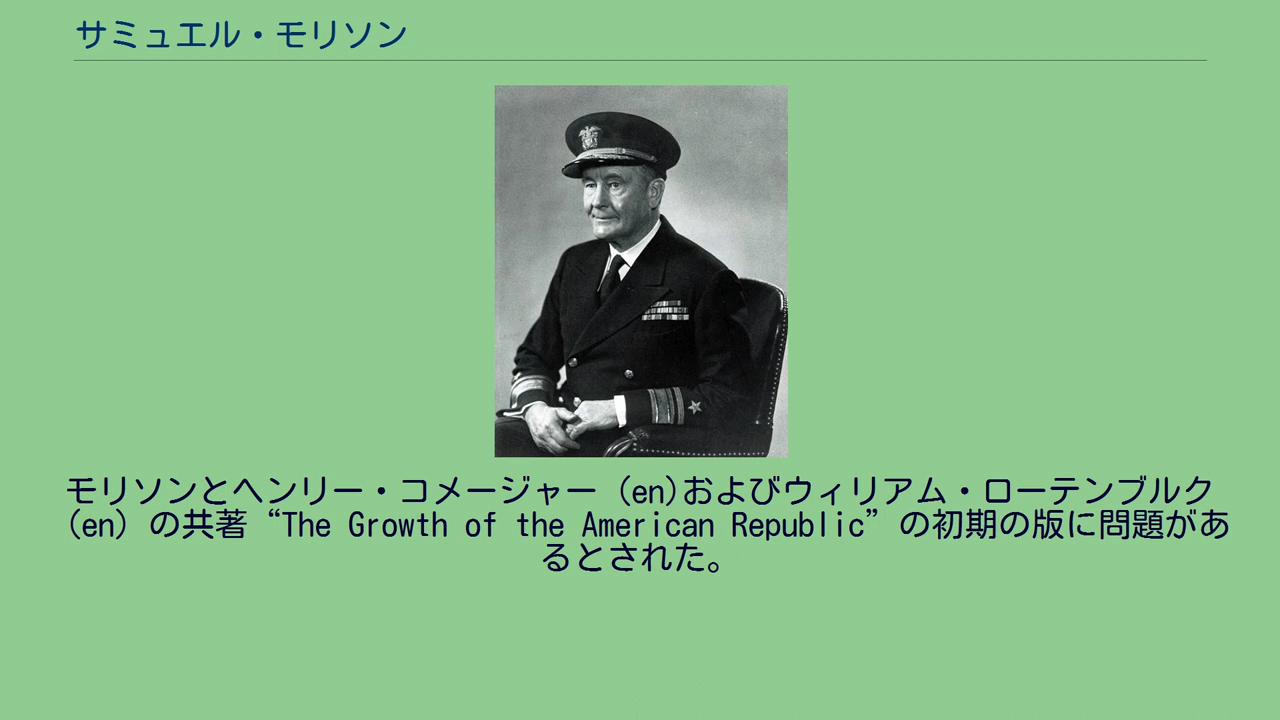 サミュエル・モリソン
モリソンとヘンリー・コメージャー (en)およびウィリアム・ローテンブルク
(en) の共著 “The Growth of the American Republic” の初期の版に問題があ
るとされた。